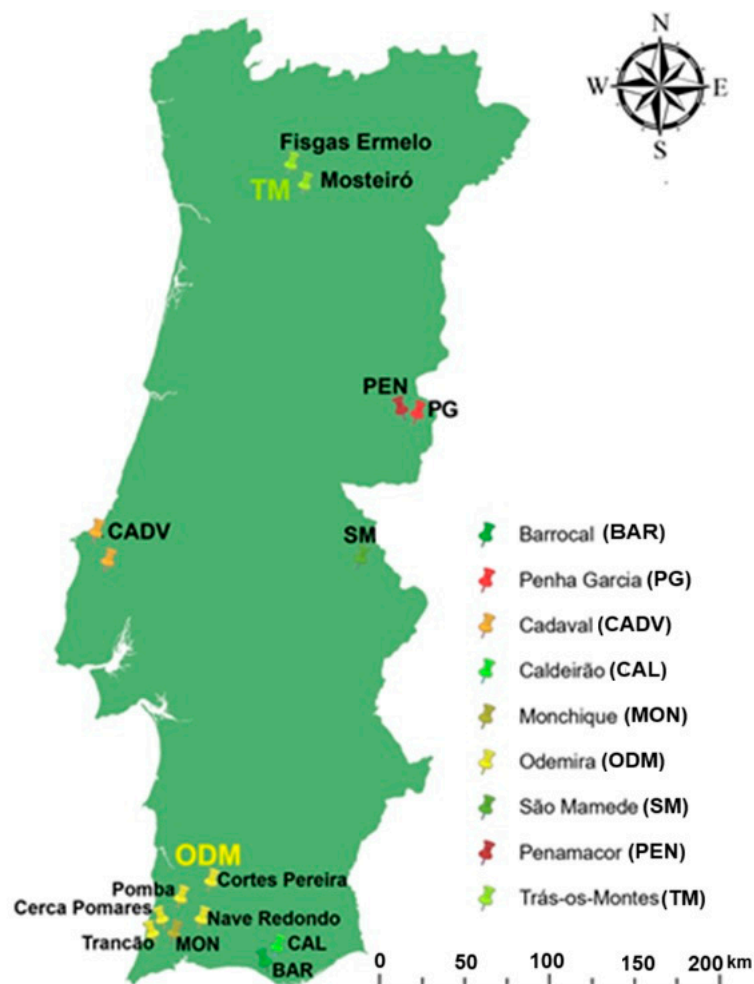 N
W E
S
Fisgas Ermelo
TM Mosteiró
PEN
PG
CADV
SM
Barrocal (BAR)
Penha Garcia (PG)
Cadaval (CADV)
Caldeirão (CAL)
Monchique (MON)
Odemira (ODM)
São Mamede (SM)
Penamacor (PEN)
Trás-os-Montes (TM)
ODM
Cortes Pereira
Pomba
Cerca Pomares
Nave Redondo
Trancão
MON
CAL
BAR
0 50 100 150 200 km